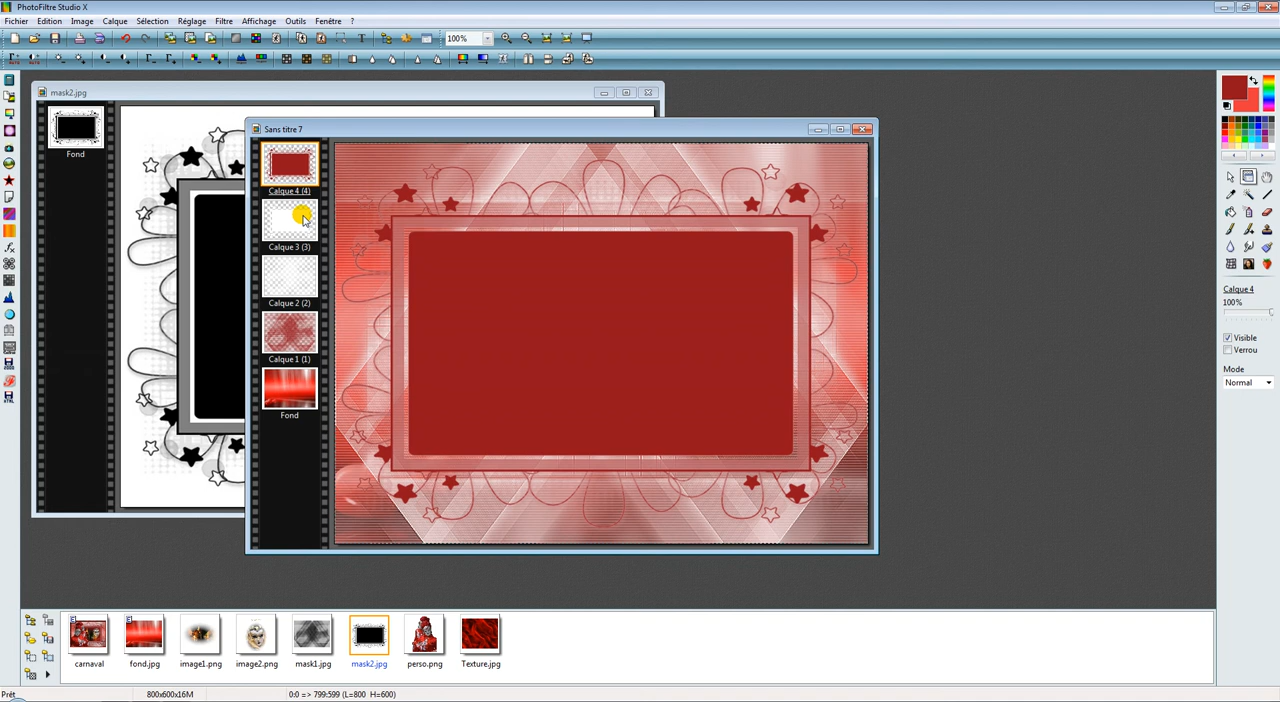 PhotoFiltre Studio X
Fichier Edition Image Calque Sélection Réglage Filtre Affichage Outils Fenêtre ?
100%
mask2.jpg
Fond
Sans titre 7
Calque 4 (4)
Calque 3 (3)
Calque 2 (2)
Calque 1 (1)
Fond
Calque 4
100%
Visible
Verrou
Mode
Normal
carnaval fond.jpg image1.png image2.png mask1.jpg mask2.jpg perso.png Texture.jpg
Prêt 800x600x16M 0:0 => 799:599 (L=800 H=600)